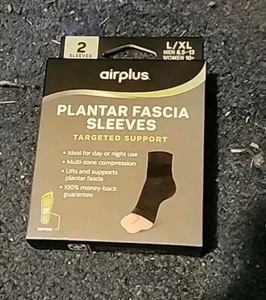 2
SLEEVES
L/XL
MEN 8.5-13
WOMEN 10+
airplus.
PLANTAR FASCIA
SLEEVES
TARGETED SUPPORT
• Ideal for day or night use
• Multi-zone compression
• Lifts and supports
plantar fascia
• 100% money-back
guarantee
SUPPORT